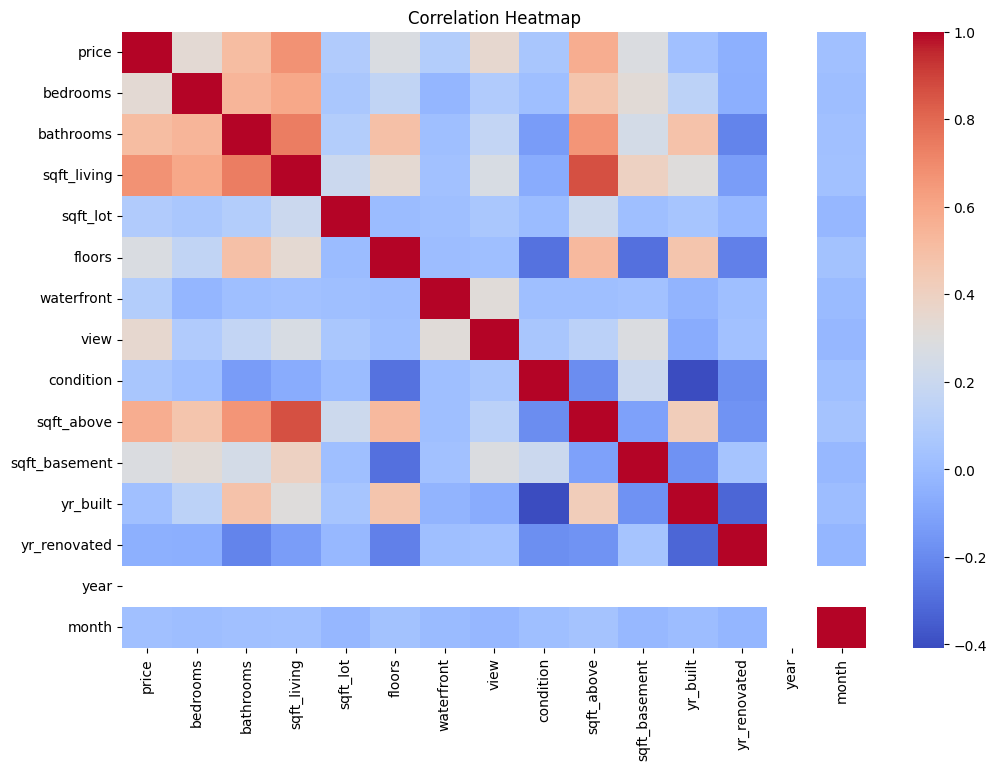 Correlation Heatmap
price
bedrooms
bathrooms
sqft_living
sqft_lot
floors
waterfront
view
condition
sqft_above
sqft_basement
yr_built
yr_renovated
year
month
price
bedrooms
bathrooms
sqft_living
sqft_lot
floors
waterfront
view
condition
sqft_above
sqft_basement
yr_built
yr_renovated
year
month
1.0
0.8
0.6
0.4
0.2
0.0
−0.2
−0.4